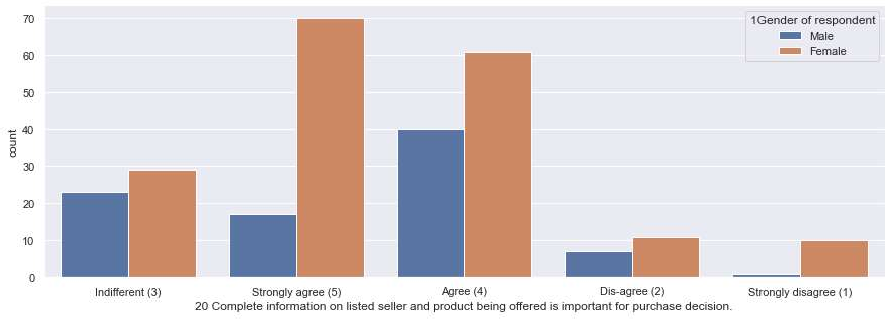 70
60
50
40
30
20
10
0
count
1Gender of respondent
Male
Female
Indifferent (3)
Strongly agree (5)
Agree (4)
Dis-agree (2)
Strongly disagree (1)
20 Complete information on listed seller and product being offered is important for purchase decision.